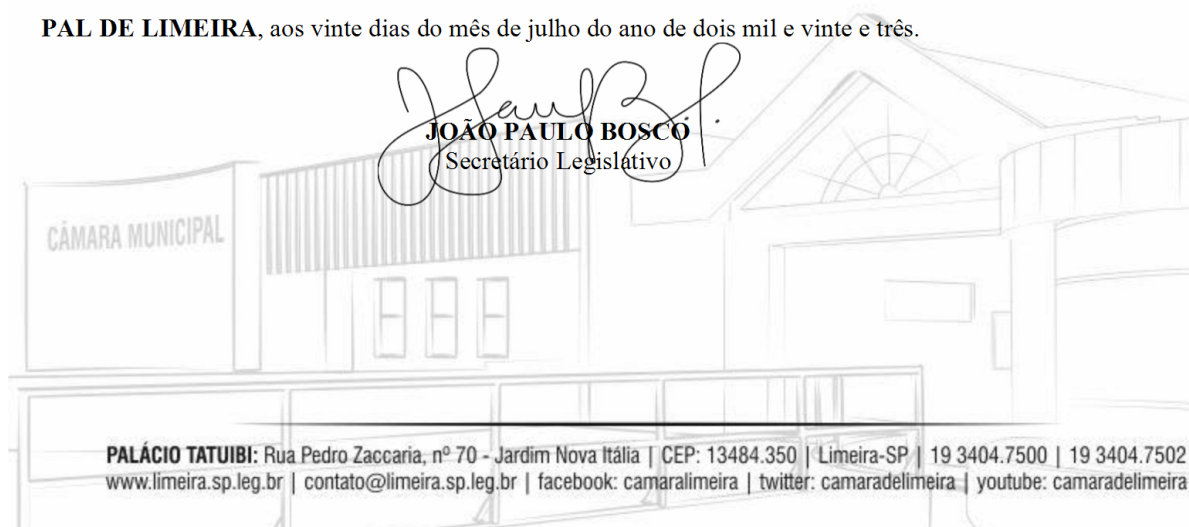 PAL DE LIMEIRA, aos vinte dias do mês de julho do ano de dois mil e vinte e três.
JOÃO PAULO BOSCO
Secretário Legislativo
CÂMARA MUNICIPAL
PALÁCIO TATUIBI: Rua Pedro Zaccaria, nº 70 - Jardim Nova Itália | CEP: 13484.350 | Limeira-SP | 19 3404.7500 | 19 3404.7502
www.limeira.sp.leg.br | contato@limeira.sp.leg.br | facebook: camaralimeira | twitter: camaradelimeira | youtube: camaradelimeira